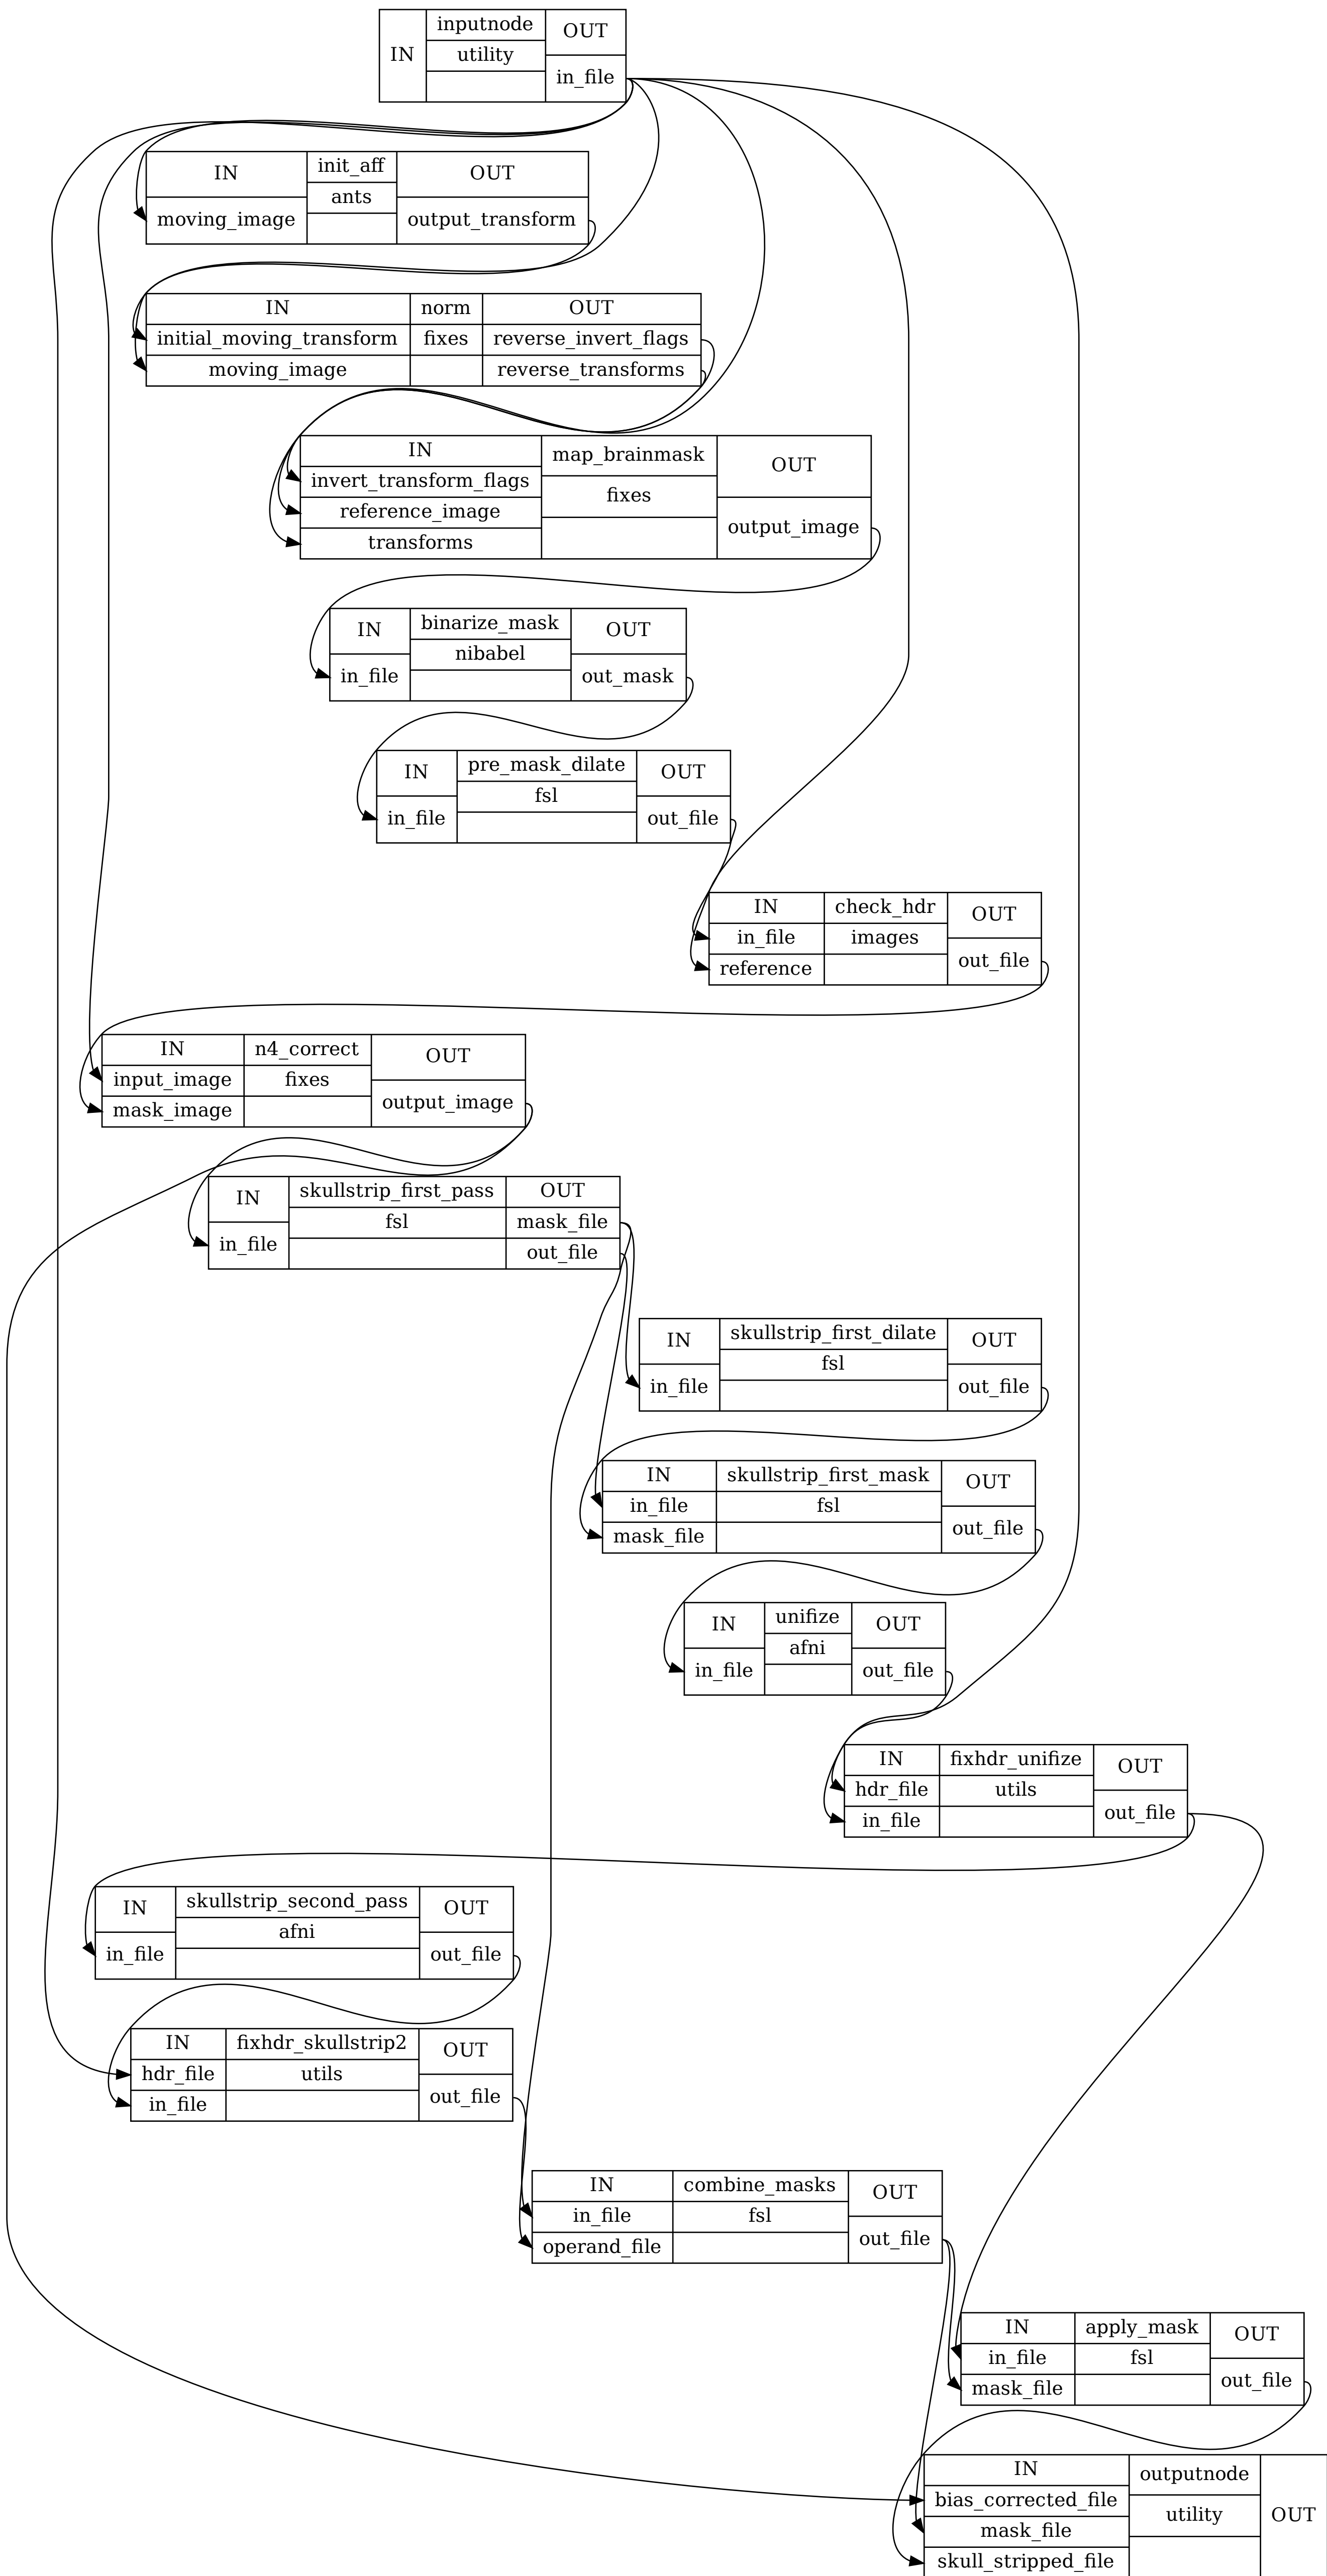 IN inputnode OUT
utility
in_file
IN init_aff OUT
ants
moving_image output_transform
IN norm OUT
initial_moving_transform fixes reverse_invert_flags
moving_image reverse_transforms
IN map_brainmask OUT
invert_transform_flags fixes
reference_image output_image
transforms
IN binarize_mask OUT
nibabel
in_file out_mask
IN pre_mask_dilate OUT
fsl
in_file out_file
IN check_hdr OUT
in_file images
reference out_file
IN n4_correct OUT
input_image fixes
mask_image output_image
IN skullstrip_first_pass OUT
fsl mask_file
in_file out_file
IN skullstrip_first_dilate OUT
fsl
in_file out_file
IN skullstrip_first_mask OUT
in_file fsl
mask_file out_file
IN unifize OUT
afni
in_file out_file
IN fixhdr_unifize OUT
hdr_file utils
in_file out_file
IN skullstrip_second_pass OUT
afni
in_file out_file
IN fixhdr_skullstrip2 OUT
hdr_file utils
in_file out_file
IN combine_masks OUT
in_file fsl
operand_file out_file
IN apply_mask OUT
in_file fsl
mask_file out_file
IN outputnode OUT
bias_corrected_file utility
mask_file
skull_stripped_file